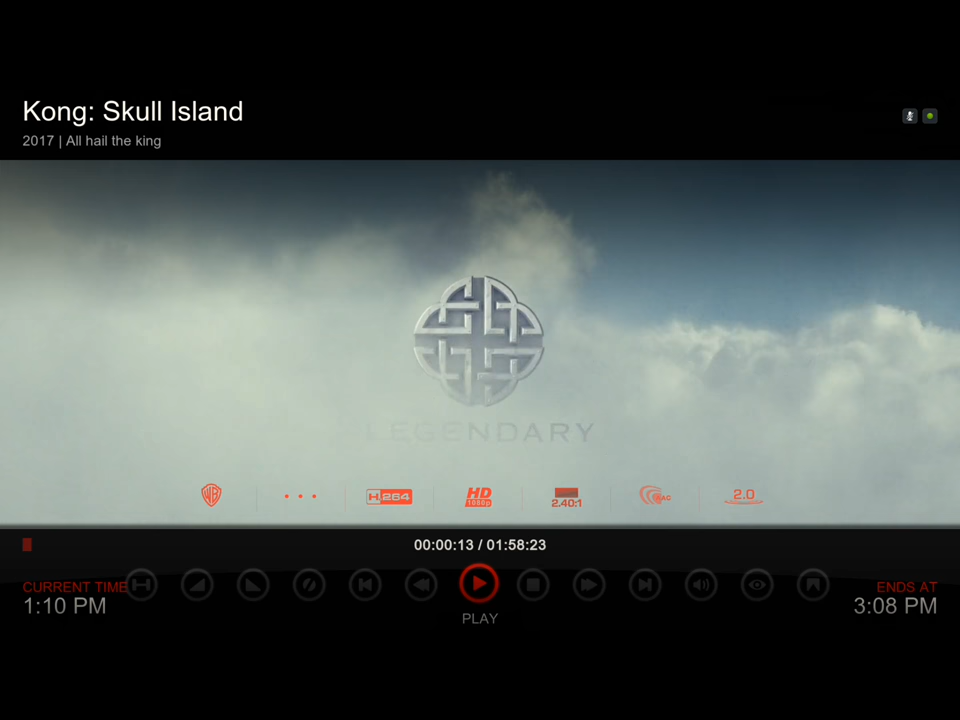 Kong: Skull Island
2017 | All hail the king
LEGENDARY
WB
H.264
HD
1080p
2.40:1
AAC
2.0
00:00:13 / 01:58:23
CURRENT TIME
1:10 PM
ENDS AT
3:08 PM
PLAY